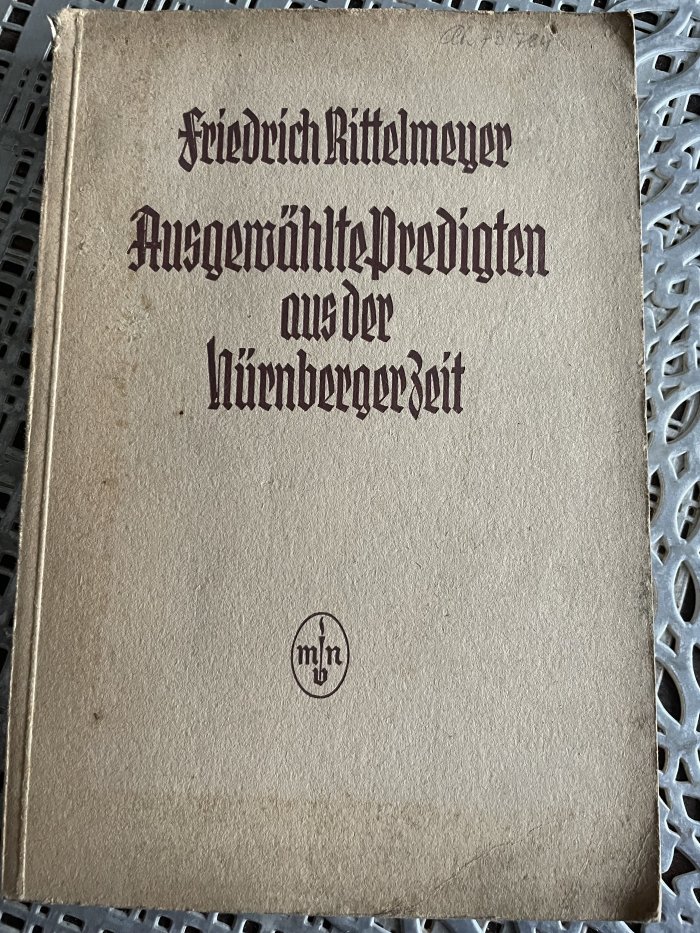 Friedrich Rittelmeyer
Ausgewählte Predigten
aus der
Nürnberger Zeit
m v n